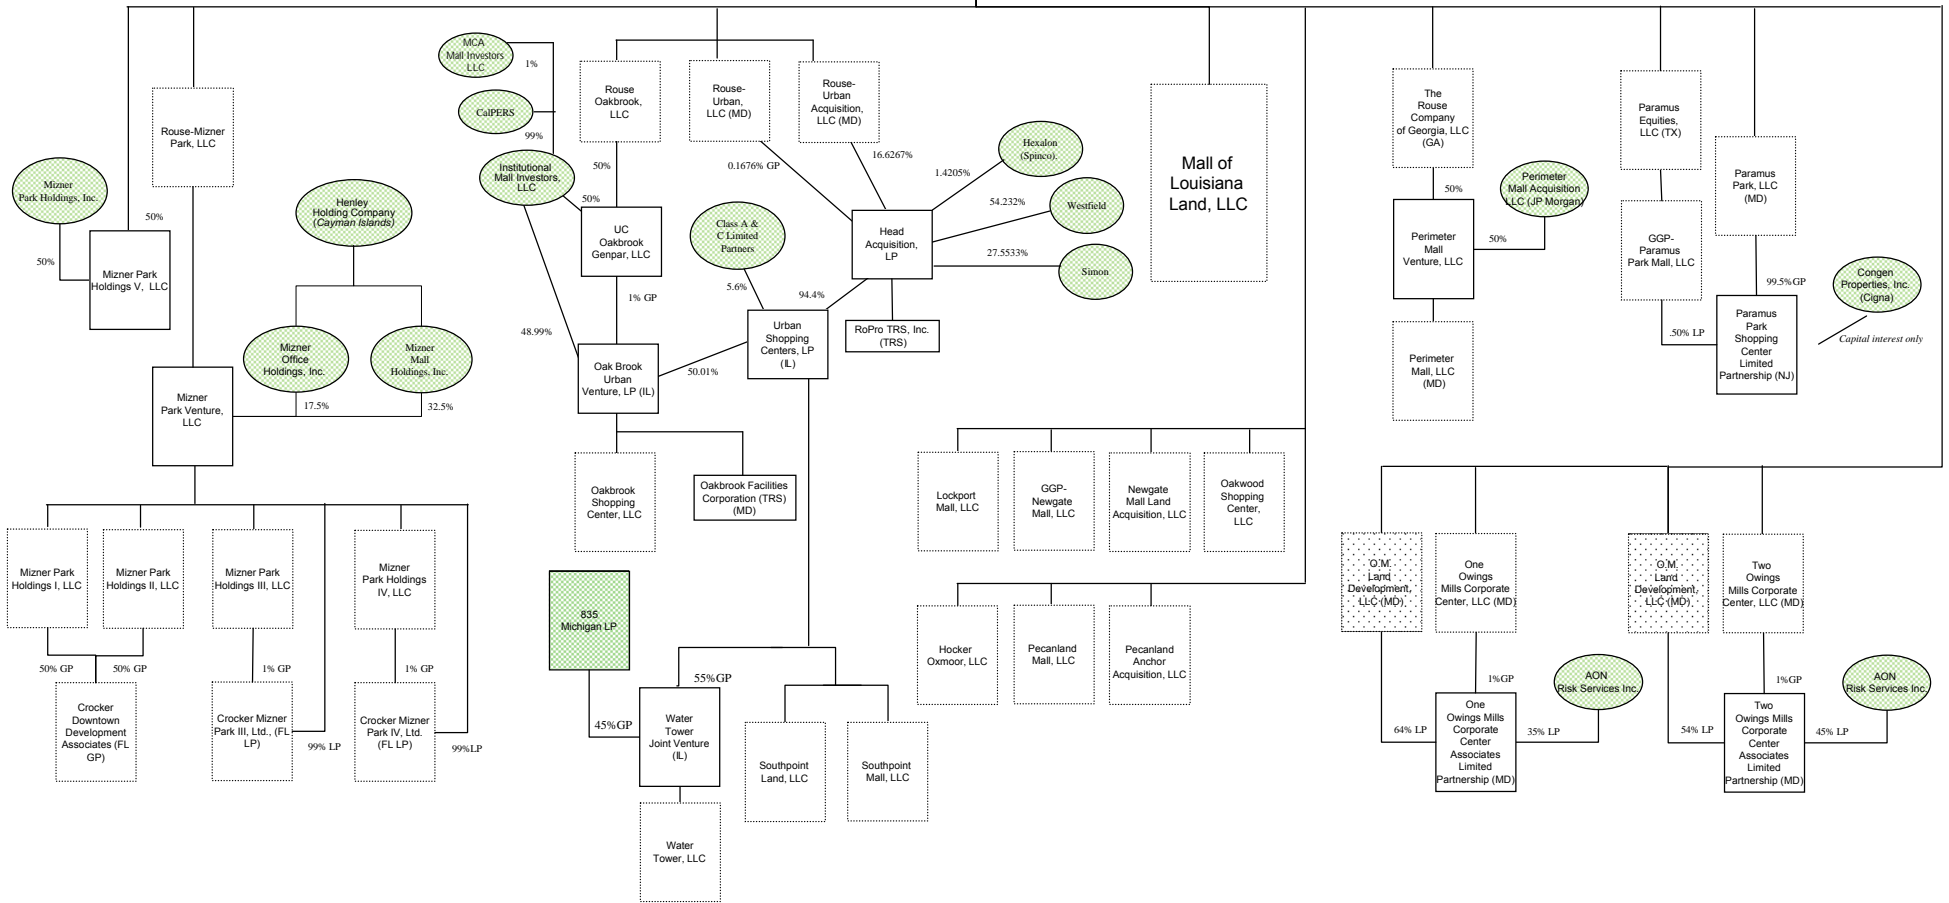 MCA
Mall Investors
LLC
1%
CalPERS
99%
Institutional
Mall Investors,
LLC
50%
48.99%
Rouse
Oakbrook,
LLC
50%
Rouse-
Urban,
LLC (MD)
Rouse-
Urban
Acquisition,
LLC (MD)
0.1676% GP
16.6267%
Hexalon
(Spinco).
1.4205%
54.232%
Westfield
27.5533%
Simon
Head
Acquisition,
LP
Class A &
C Limited
Partners
5.6%
94.4%
RoPro TRS, Inc.
(TRS)
UC
Oakbrook
Genpar, LLC
1% GP
Urban
Shopping
Centers, LP
(IL)
50.01%
Oak Brook
Urban
Venture, LP (IL)
Oakbrook
Shopping
Center, LLC
Oakbrook Facilities
Corporation (TRS)
(MD)
835
Michigan LP
45%GP
55%GP
Water
Tower
Joint Venture
(IL)
Water
Tower, LLC
Southpoint
Land, LLC
Southpoint
Mall, LLC
Rouse-Mizner
Park, LLC
Mizner
Park Holdings, Inc.
50%
50%
Mizner Park
Holdings V, LLC
Henley
Holding Company
(Cayman Islands)
Mizner
Office
Holdings, Inc.
Mizner
Mall
Holdings, Inc.
17.5%
32.5%
Mizner
Park Venture,
LLC
Mizner Park
Holdings I, LLC
Mizner Park
Holdings II, LLC
Mizner Park
Holdings III, LLC
Mizner
Park Holdings
IV, LLC
50% GP
50% GP
1% GP
1% GP
Crocker
Downtown
Development
Associates (FL
GP)
Crocker Mizner
Park III, Ltd., (FL
LP)
99% LP
Crocker Mizner
Park IV, Ltd.
(FL LP)
99%LP
Mall of
Louisiana
Land, LLC
Lockport
Mall, LLC
GGP-
Newgate
Mall, LLC
Newgate
Mall Land
Acquisition, LLC
Oakwood
Shopping
Center,
LLC
Hocker
Oxmoor, LLC
Pecanland
Mall, LLC
Pecanland
Anchor
Acquisition, LLC
The
Rouse
Company
of Georgia, LLC
(GA)
50%
Perimeter
Mall Acquisition
LLC (JP Morgan)
50%
Perimeter
Mall
Venture, LLC
Perimeter
Mall, LLC
(MD)
Paramus
Equities,
LLC (TX)
GGP-
Paramus
Park Mall, LLC
.50% LP
Paramus
Park, LLC
(MD)
99.5%GP
Paramus
Park
Shopping
Center
Limited
Partnership (NJ)
Congen
Properties, Inc.
(Cigna)
Capital interest only
O.M.
Land
Development,
LLC (MD)
One
Owings
Mills Corporate
Center, LLC (MD)
O.M.
Land
Development,
LLC (MD)
Two
Owings
Mills Corporate
Center, LLC (MD)
64% LP
1%GP
35% LP
AON
Risk Services Inc.
One
Owings Mills
Corporate
Center
Associates
Limited
Partnership (MD)
54% LP
1%GP
45% LP
AON
Risk Services Inc.
Two
Owings Mills
Corporate
Center
Associates
Limited
Partnership (MD)